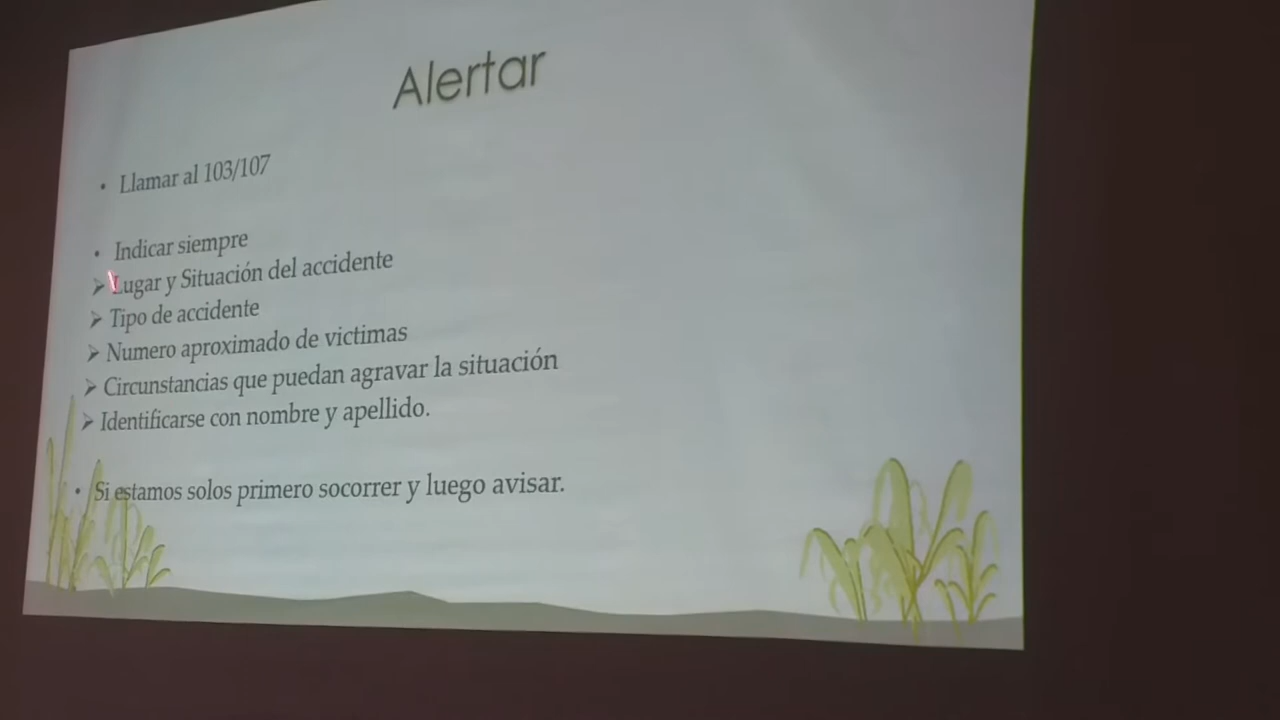 Alertar
• Llamar al 103/107
• Indicar siempre
➢ Lugar y Situación del accidente
➢ Tipo de accidente
➢ Numero aproximado de victimas
➢ Circunstancias que puedan agravar la situación
➢ Identificarse con nombre y apellido.
• Si estamos solos primero socorrer y luego avisar.